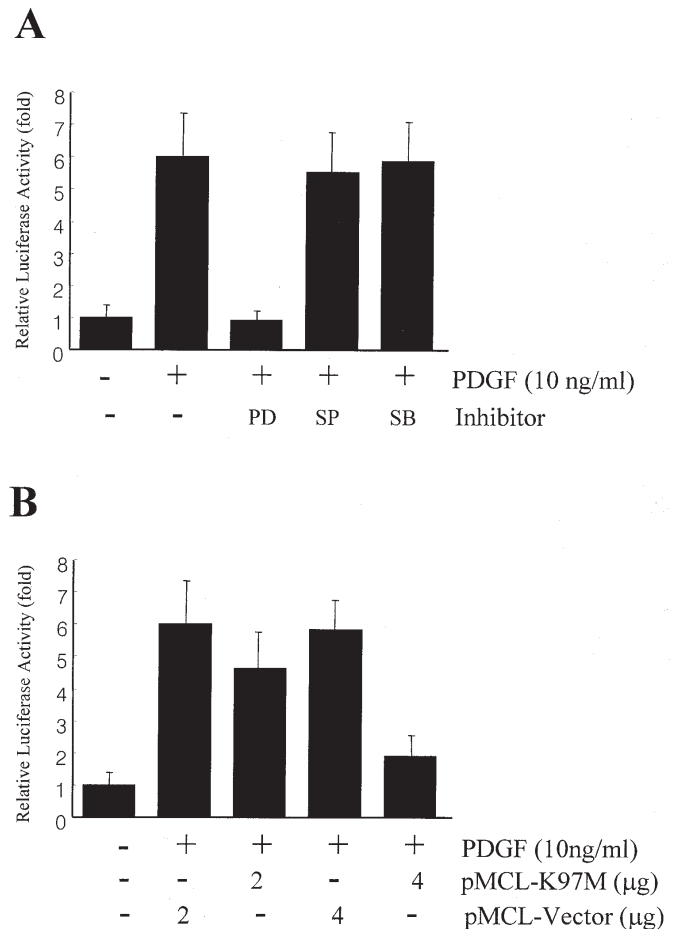 A
Relative Luciferase Activity (fold)
8
7
6
5
4
3
2
1
0
- + + + + PDGF (10 ng/ml)
- - PD SP SB Inhibitor
B
Relative Luciferase Activity (fold)
8
7
6
5
4
3
2
1
0
- + + + + PDGF (10ng/ml)
- - 2 - 4 pMCL-K97M (μg)
- 2 - 4 - pMCL-Vector (μg)